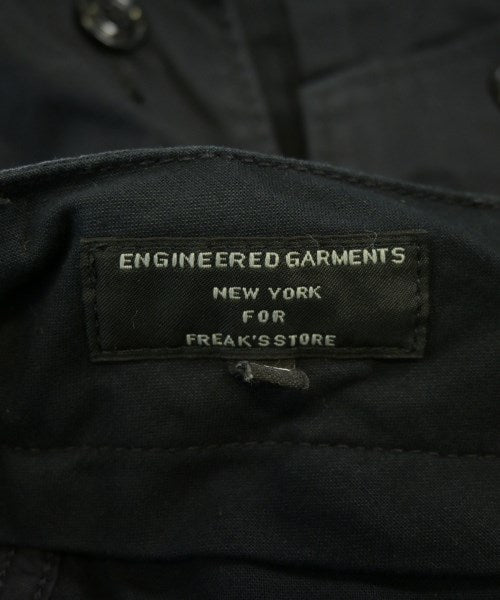 ENGINEERED GARMENTS
NEW YORK
FOR
FREAK'S STORE